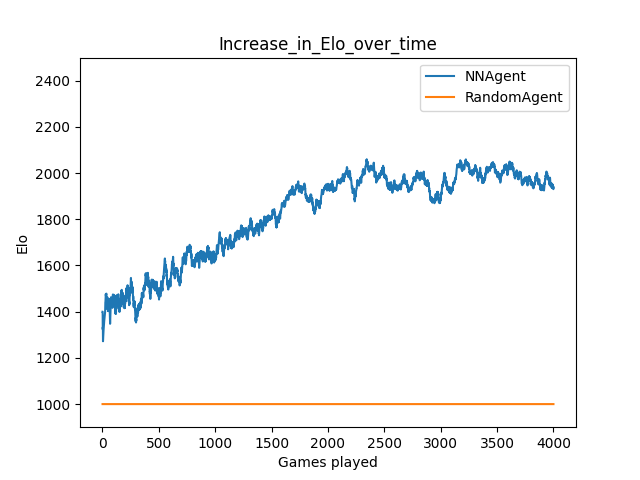 Increase_in_Elo_over_time
NNAgent
RandomAgent
Elo
2400
2200
2000
1800
1600
1400
1200
1000
0 500 1000 1500 2000 2500 3000 3500 4000
Games played